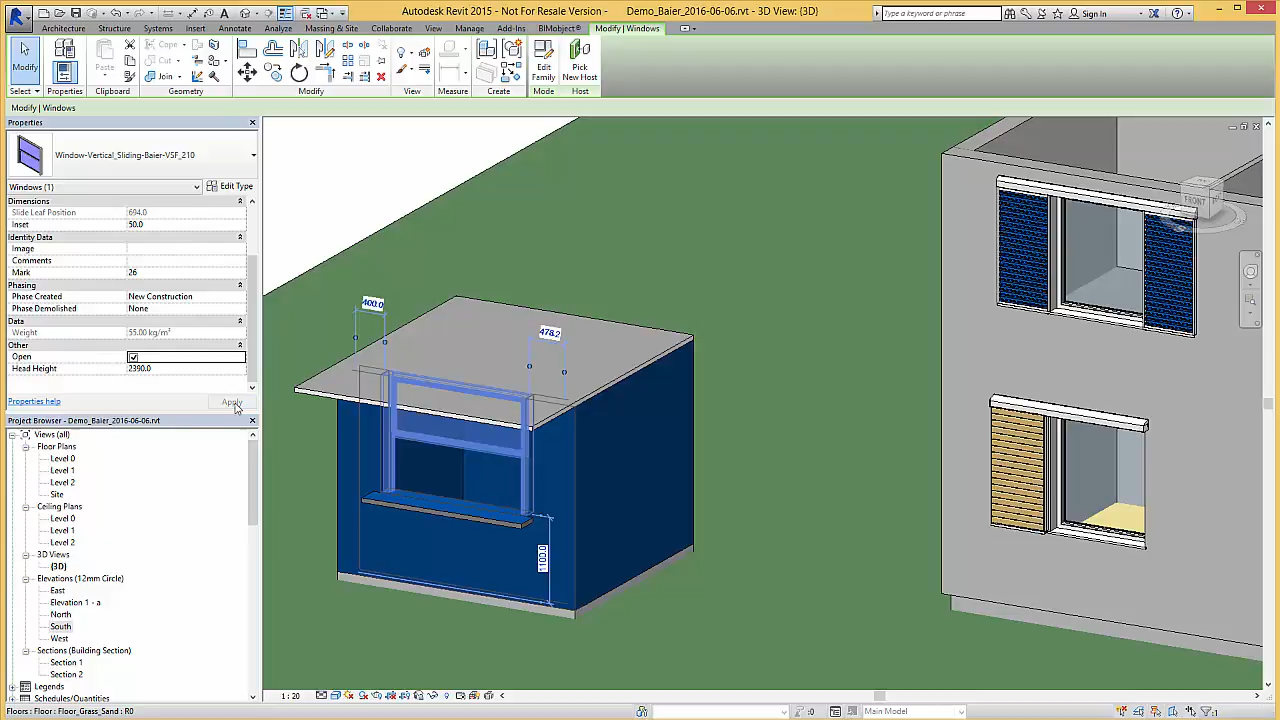 Autodesk Revit 2015 - Not For Resale Version - Demo_Baier_2016-06-06.rvt - 3D View: {3D}
Type a keyword or phrase
Sign In
Architecture Structure Systems Insert Annotate Analyze Massing & Site Collaborate View Manage Add-Ins BIMobject® Modify | Windows
Modify Properties Paste Cope Cut Join Edit Family Pick New Host
Select Properties Clipboard Geometry Modify View Measure Create Mode Host
Modify | Windows
Properties
Window-Vertical_Sliding-Baier-VSF_210
Windows (1) Edit Type
Dimensions
Slide Leaf Position 694.0
Inset 50.0
Identity Data
Image
Comments
Mark 26
Phasing
Phase Created New Construction
Phase Demolished None
Data
Weight 55.00 kg/m²
Other
Open
Head Height 2390.0
Properties help Apply
Project Browser - Demo_Baier_2016-06-06.rvt
Views (all)
Floor Plans
Level 0
Level 1
Level 2
Site
Ceiling Plans
Level 0
Level 1
Level 2
3D Views
{3D}
Elevations (12mm Circle)
East
Elevation 1 - a
North
South
West
Sections (Building Section)
Section 1
Section 2
Legends
Schedules/Quantities
400.0
478.2
1100.0
FRONT
1 : 20
Floors : Floor : Floor_Grass_Sand : R0
:0
Main Model
:1